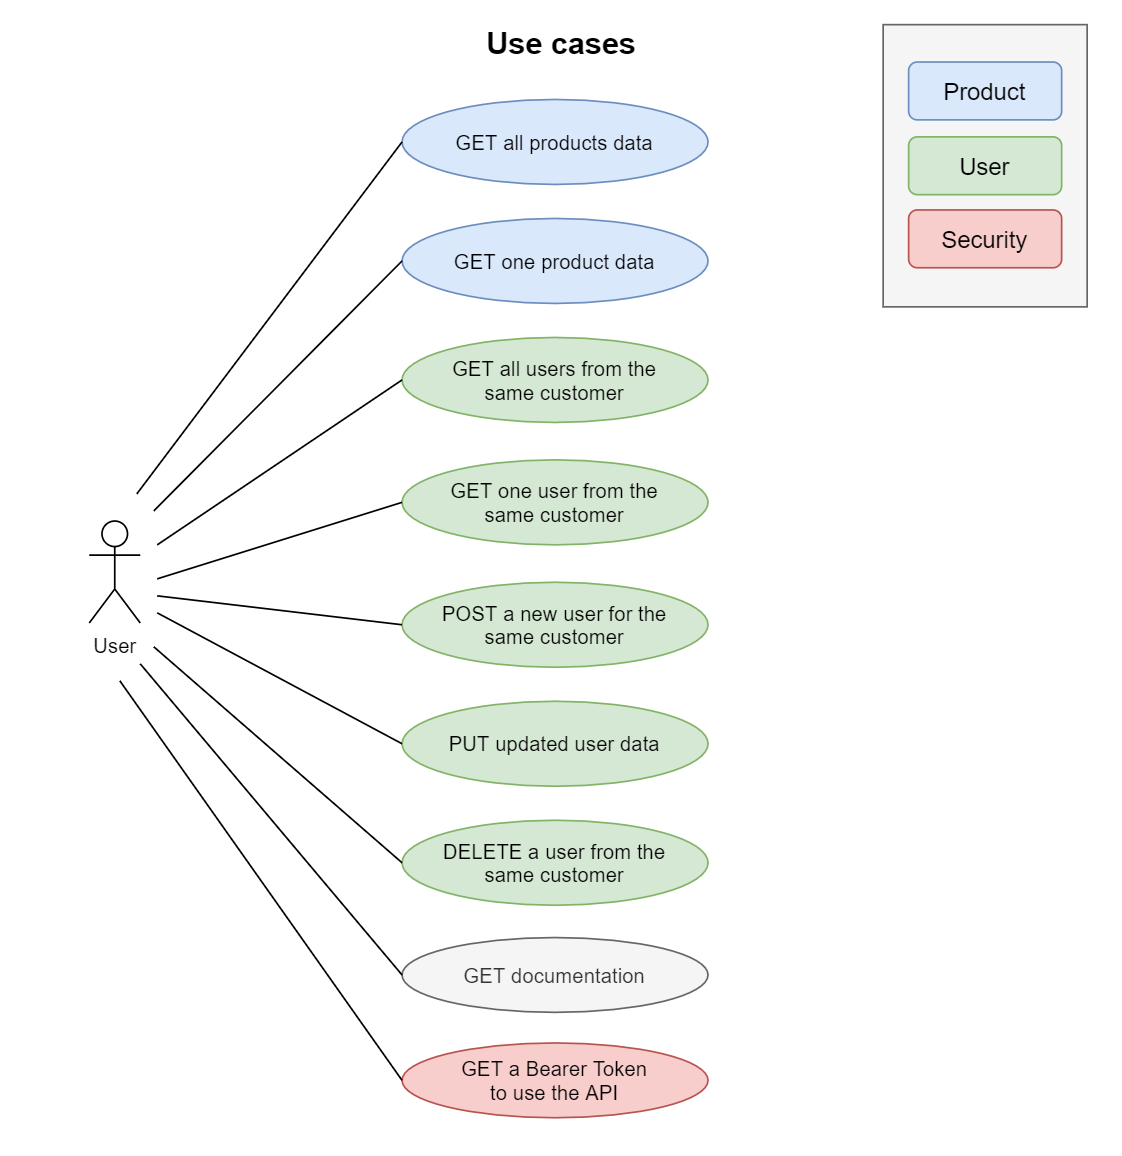 Use cases
GET all products data
GET one product data
GET all users from the
same customer
GET one user from the
same customer
POST a new user for the
same customer
PUT updated user data
DELETE a user from the
same customer
GET documentation
GET a Bearer Token
to use the API
User
Product
User
Security